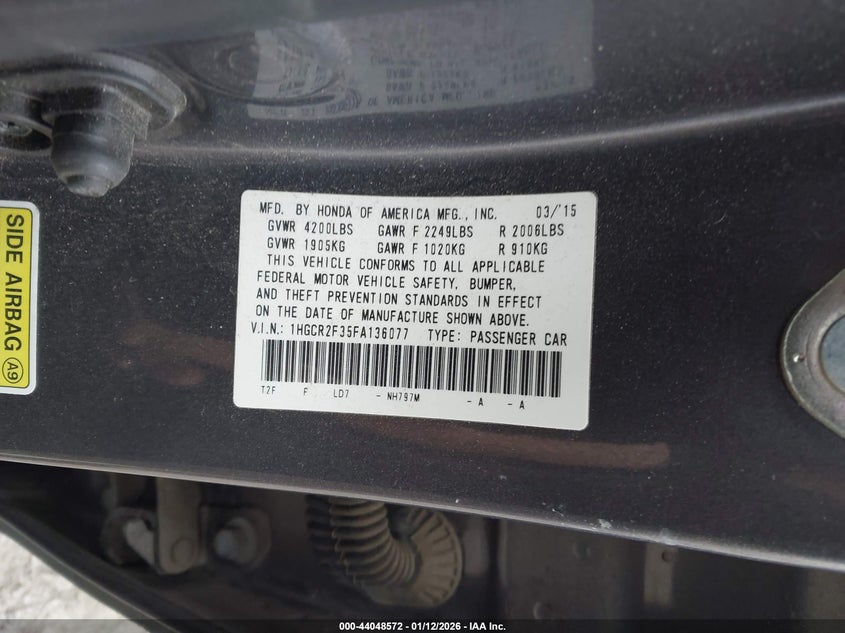 MFD. BY HONDA OF AMERICA MFG., INC. 03/'15
GVWR 4200LBS GAWR F 2249LBS R 2006LBS
GVWR 1905KG GAWR F 1020KG R 910KG
THIS VEHICLE CONFORMS TO ALL APPLICABLE
FEDERAL MOTOR VEHICLE SAFETY, BUMPER,
AND THEFT PREVENTION STANDARDS IN EFFECT
ON THE DATE OF MANUFACTURE SHOWN ABOVE.
V.I.N.: 1HGCR2F35FA136077 TYPE: PASSENGER CAR
T2F F LD7 - NH797M - A - A
SIDE AIRBAG A9
000-44048572 - 01/12/2026 - IAA Inc.